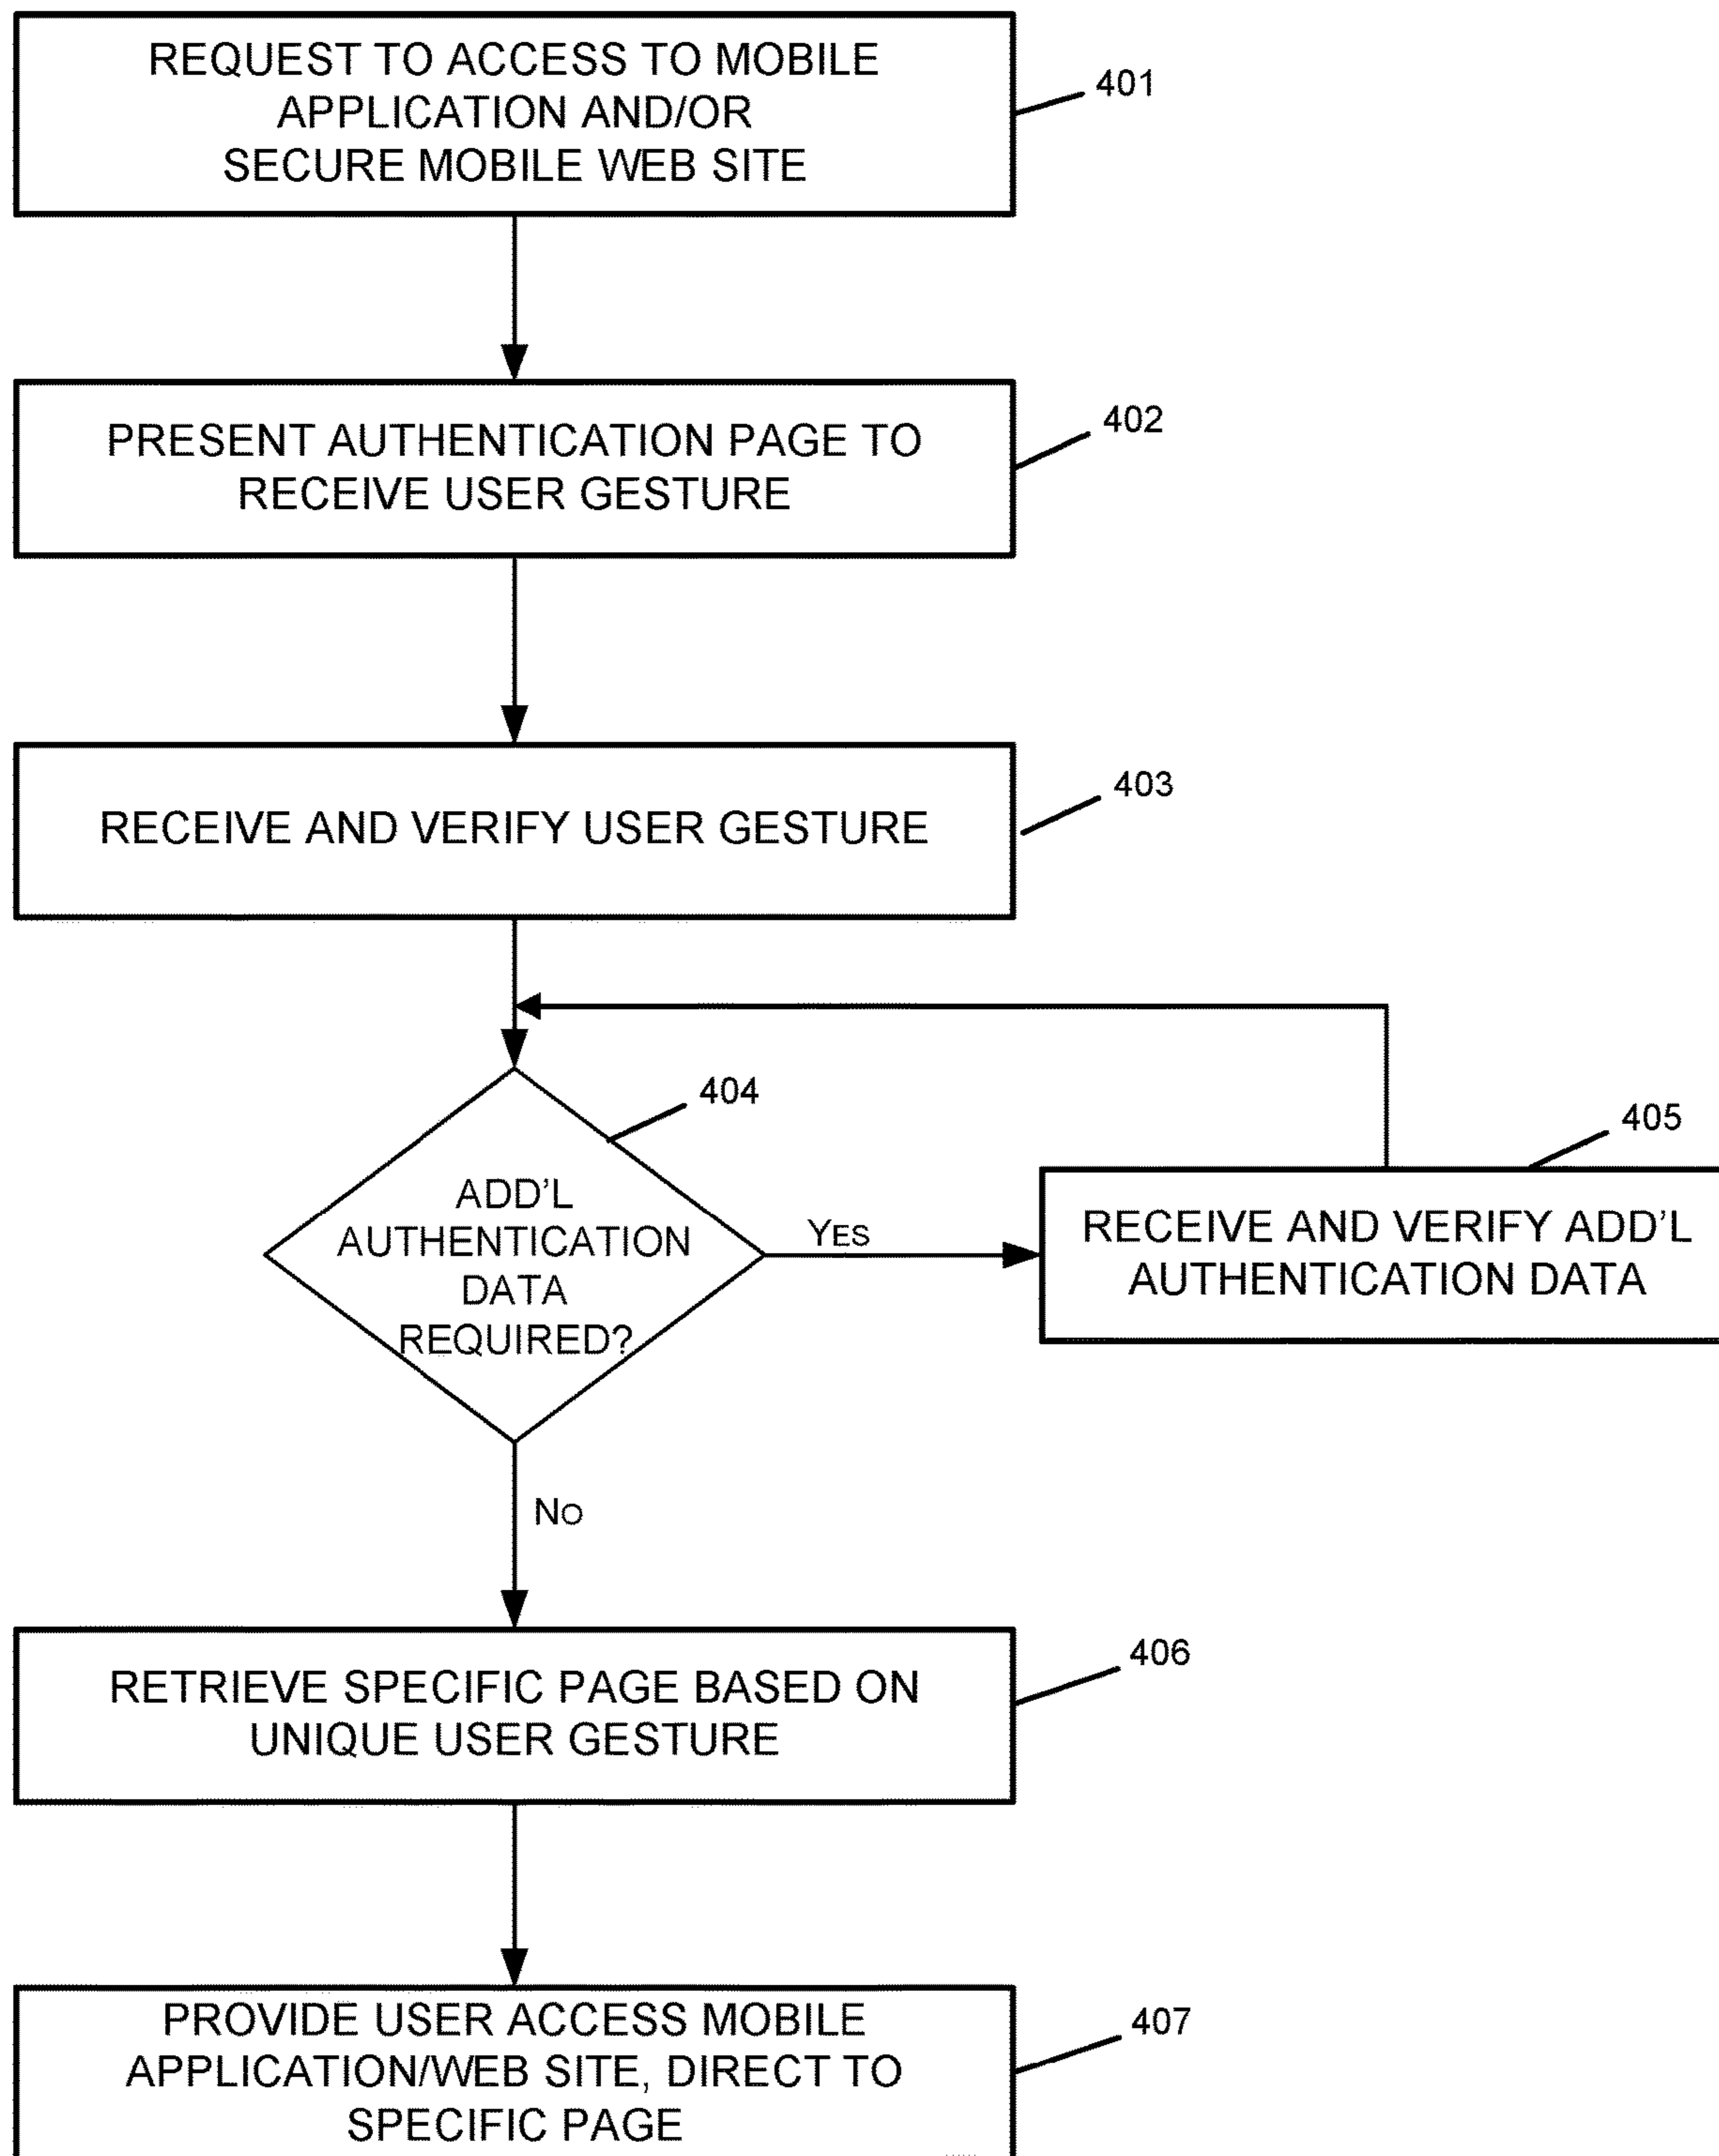 REQUEST TO ACCESS TO MOBILE
APPLICATION AND/OR
SECURE MOBILE WEB SITE
401
PRESENT AUTHENTICATION PAGE TO
RECEIVE USER GESTURE
402
RECEIVE AND VERIFY USER GESTURE
403
404
ADD'L
AUTHENTICATION
DATA
REQUIRED?
YES
405
RECEIVE AND VERIFY ADD'L
AUTHENTICATION DATA
NO
RETRIEVE SPECIFIC PAGE BASED ON
UNIQUE USER GESTURE
406
PROVIDE USER ACCESS MOBILE
APPLICATION/WEB SITE, DIRECT TO
SPECIFIC PAGE
407